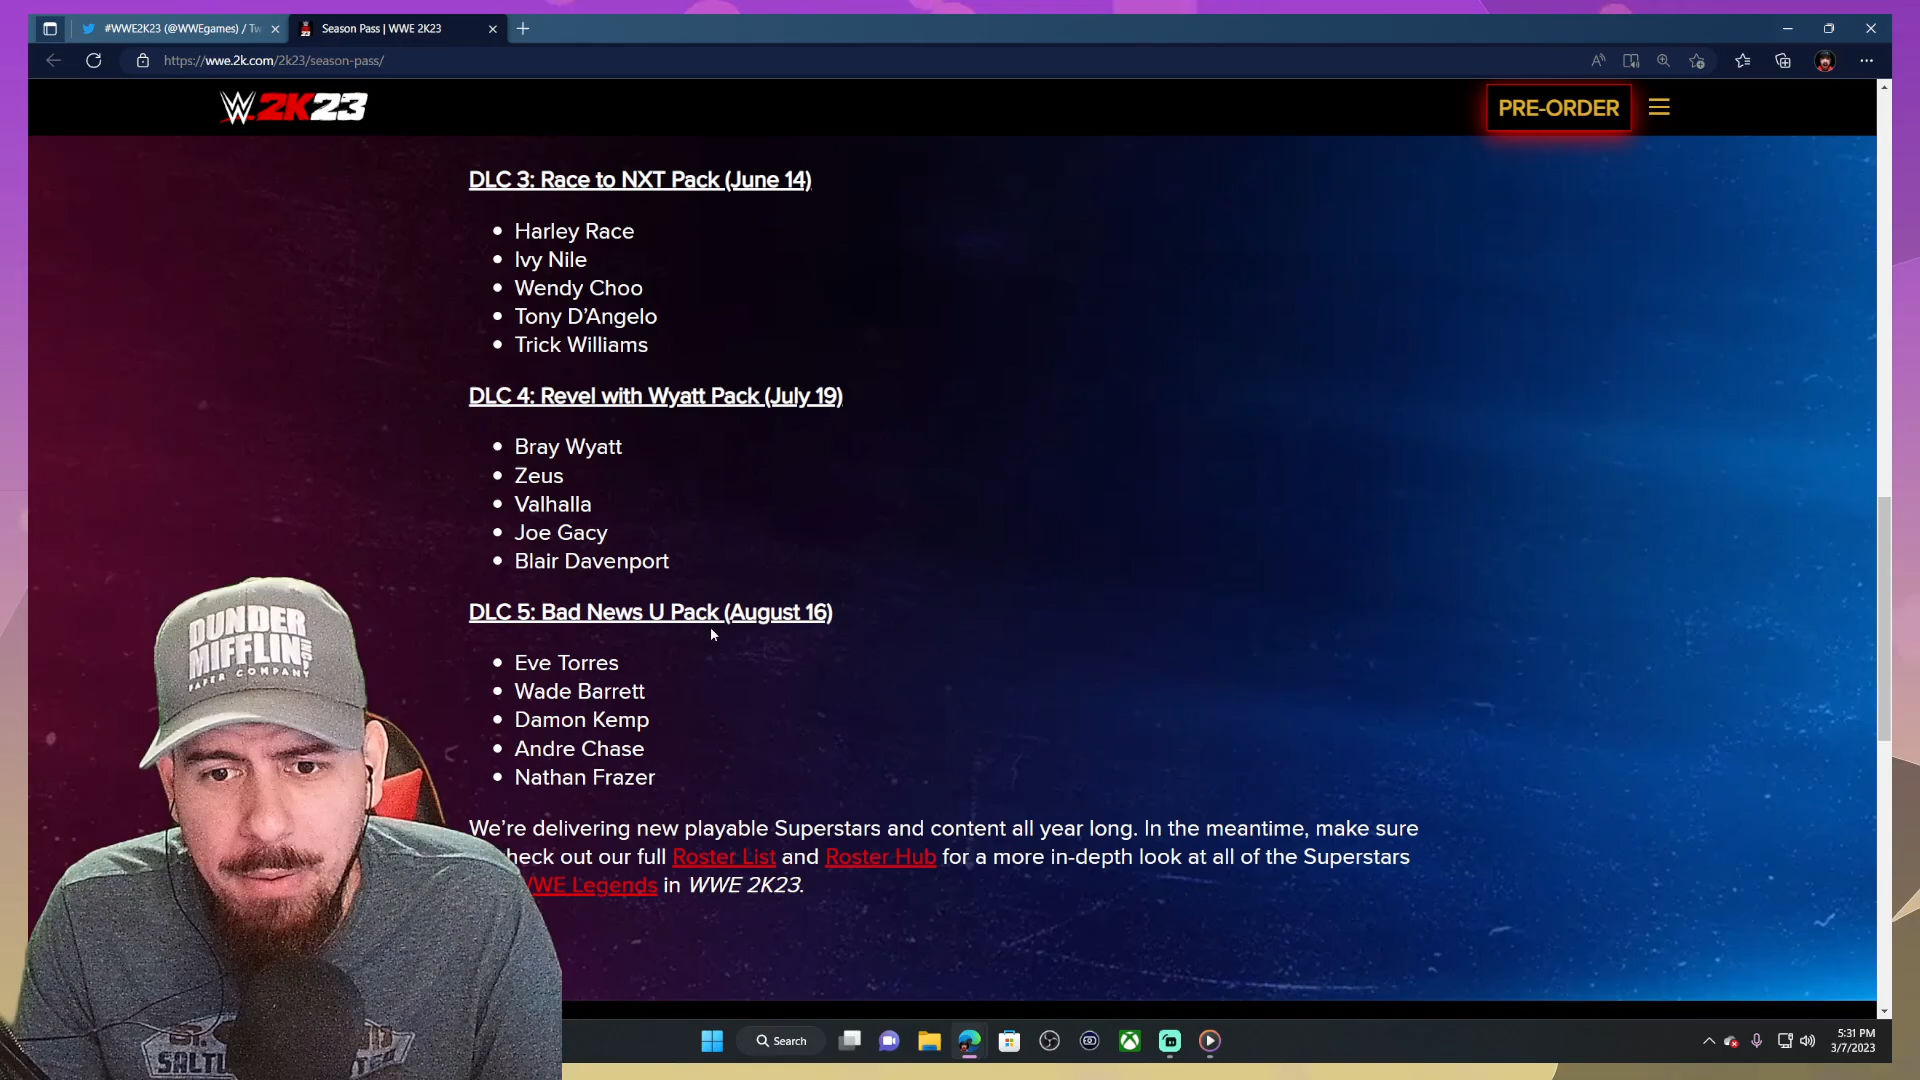 #WWE2K23 (@WWEgames) / Tw
Season Pass | WWE 2K23
https://wwe.2k.com/2k23/season-pass/
W 2K23
PRE-ORDER
DLC 3: Race to NXT Pack (June 14)
Harley Race
Ivy Nile
Wendy Choo
Tony D’Angelo
Trick Williams
DLC 4: Revel with Wyatt Pack (July 19)
Bray Wyatt
Zeus
Valhalla
Joe Gacy
Blair Davenport
DLC 5: Bad News U Pack (August 16)
Eve Torres
Wade Barrett
Damon Kemp
Andre Chase
Nathan Frazer
We’re delivering new playable Superstars and content all year long. In the meantime, make sure
heck out our full Roster List and Roster Hub for a more in-depth look at all of the Superstars
WE Legends in WWE 2K23.
DUNDER
MIFFLIN INC
PAPER COMPANY
Search
5:31 PM
3/7/2023